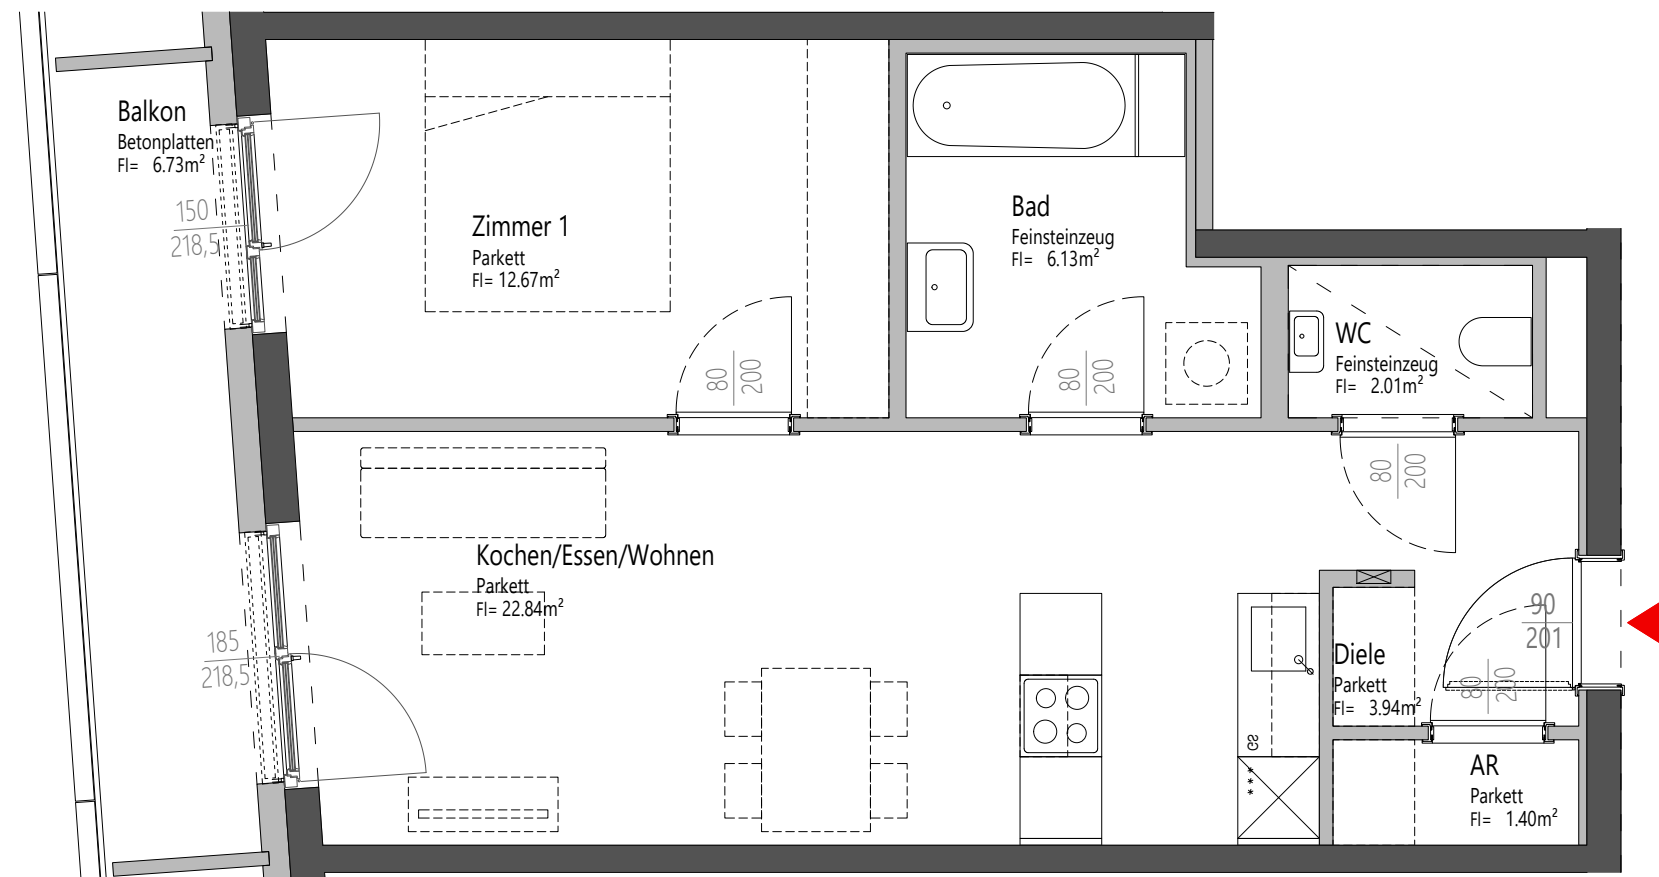 Balkon
Betonplatten
Fl= 6.73m²
150
218,5
Zimmer 1
Parkett
Fl= 12.67m²
80
200
Bad
Feinsteinzeug
Fl= 6.13m²
80
200
WC
Feinsteinzeug
Fl= 2.01m²
80
200
Kochen/Essen/Wohnen
Parkett
Fl= 22.84m²
185
218,5
GS
***
Diele
Parkett
Fl= 3.94m²
90
201
80
200
AR
Parkett
Fl= 1.40m²